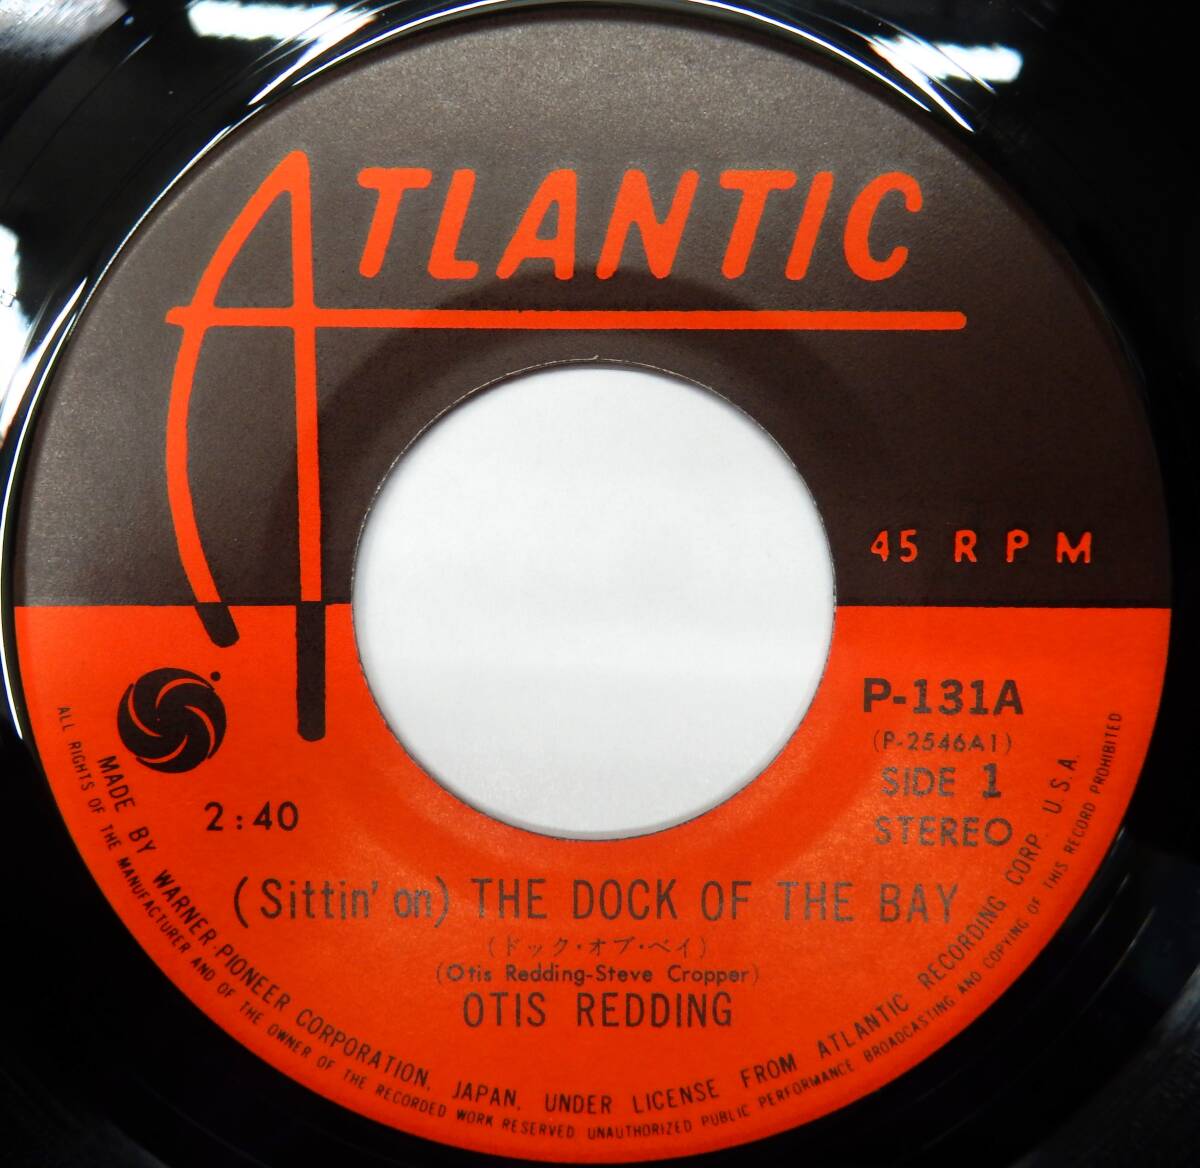 ATLANTIC
45 RPM
P-131A
(P-2546A1)
SIDE 1
STEREO
2:40
(Sittin' on) THE DOCK OF THE BAY
(ドック・オブ・ベイ)
(Otis Redding-Steve Cropper)
OTIS REDDING
MADE BY WARNER-PIONEER CORPORATION, JAPAN, UNDER LICENSE FROM ATLANTIC RECORDING CORP. U.S.A.
ALL RIGHTS OF THE MANUFACTURER AND OF THE OWNER OF THE RECORDED WORK RESERVED UNAUTHORIZED PUBLIC PERFORMANCE BROADCASTING AND COPYING OF THIS RECORD PROHIBITED